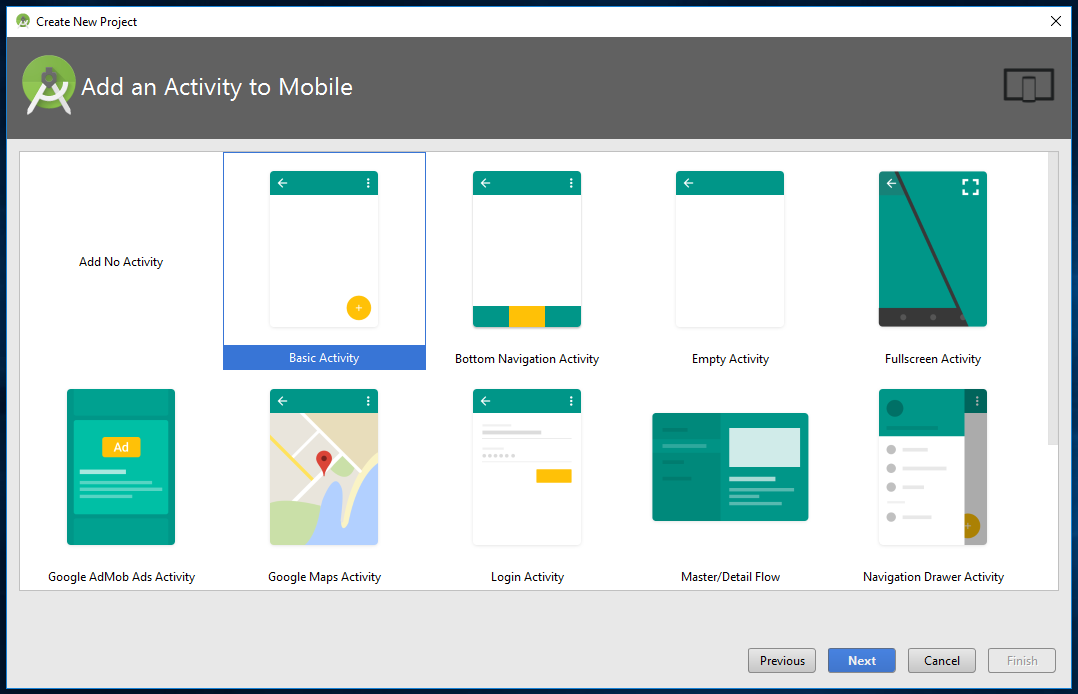 Create New Project
Add an Activity to Mobile
Add No Activity
Basic Activity
Bottom Navigation Activity
Empty Activity
Fullscreen Activity
Ad
Google AdMob Ads Activity
Google Maps Activity
Login Activity
Master/Detail Flow
Navigation Drawer Activity
Previous
Next
Cancel
Finish